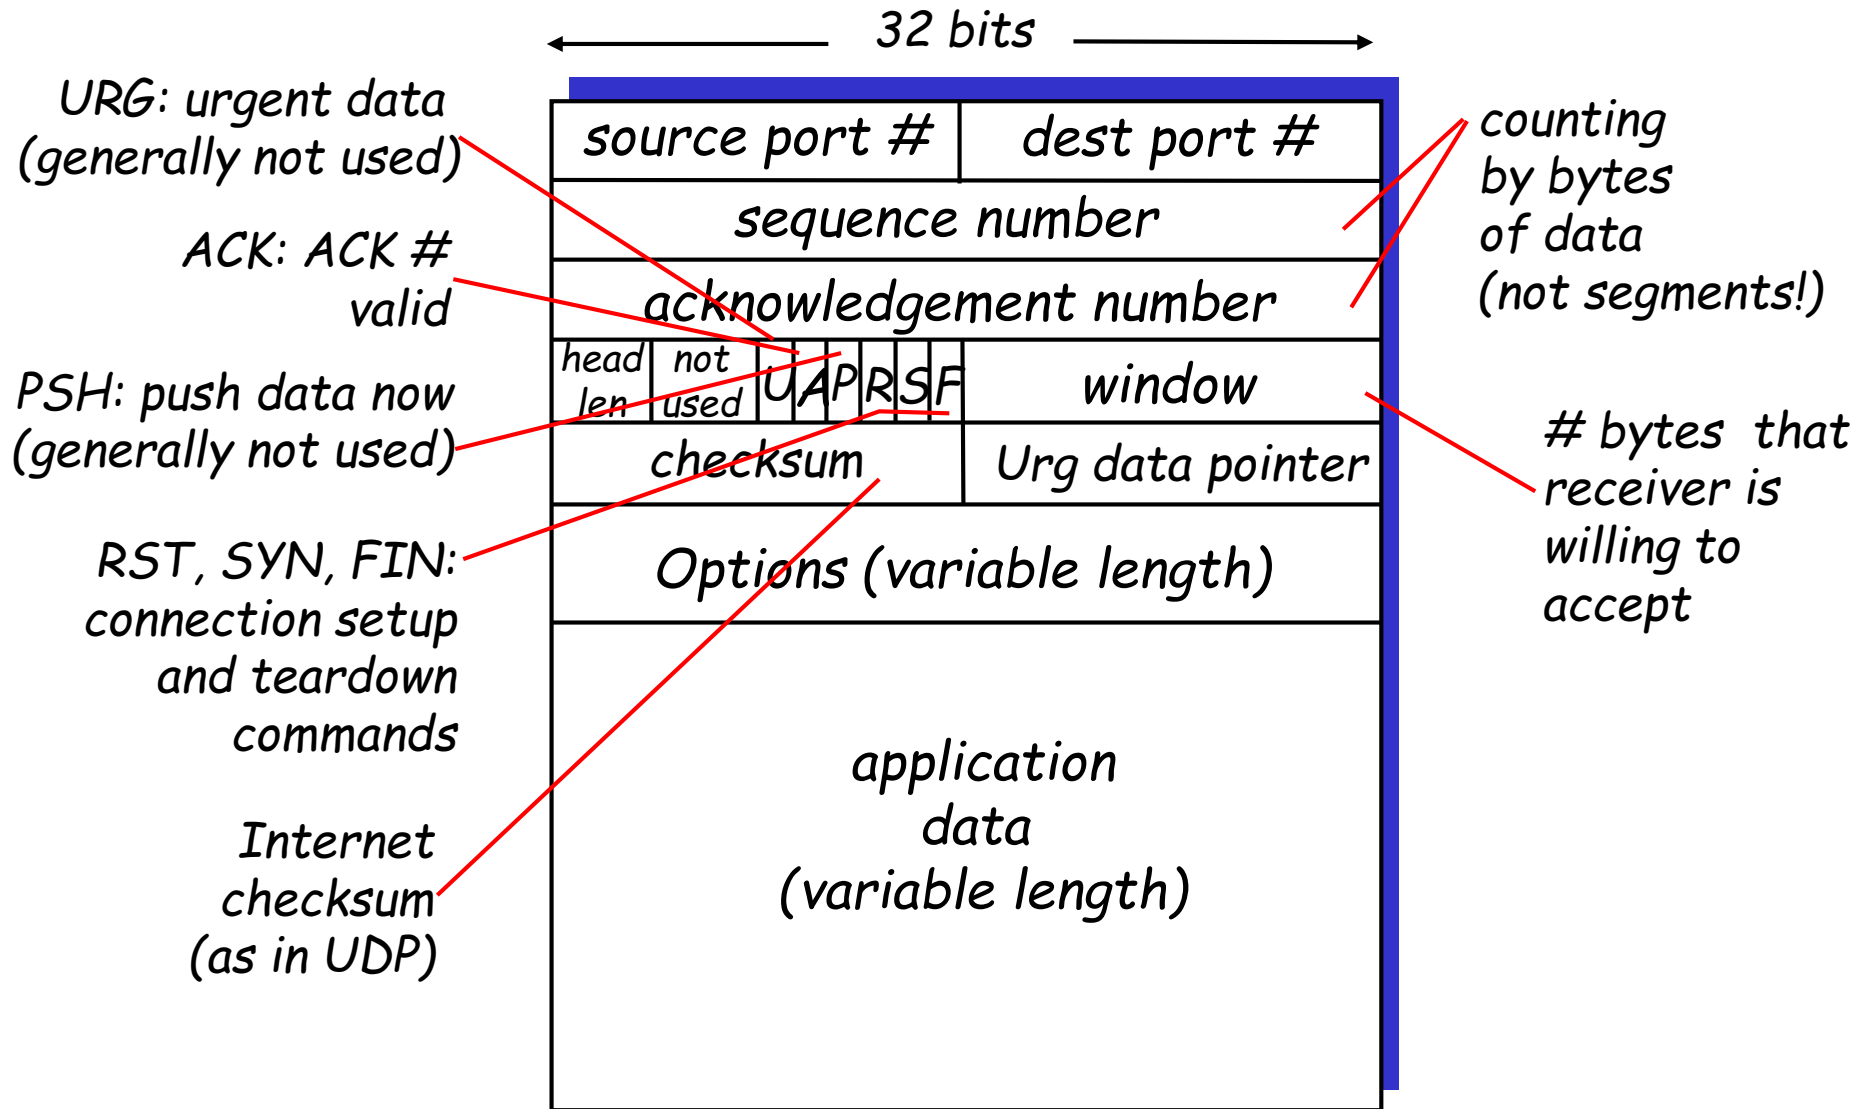 32 bits
URG: urgent data
(generally not used)
ACK: ACK #
valid
PSH: push data now
(generally not used)
RST, SYN, FIN:
connection setup
and teardown
commands
Internet
checksum
(as in UDP)
source port #
dest port #
sequence number
acknowledgement number
head
len
not
used
U
A
P
R
S
F
window
checksum
Urg data pointer
Options (variable length)
application
data
(variable length)
counting
by bytes
of data
(not segments!)
# bytes that
receiver is
willing to
accept